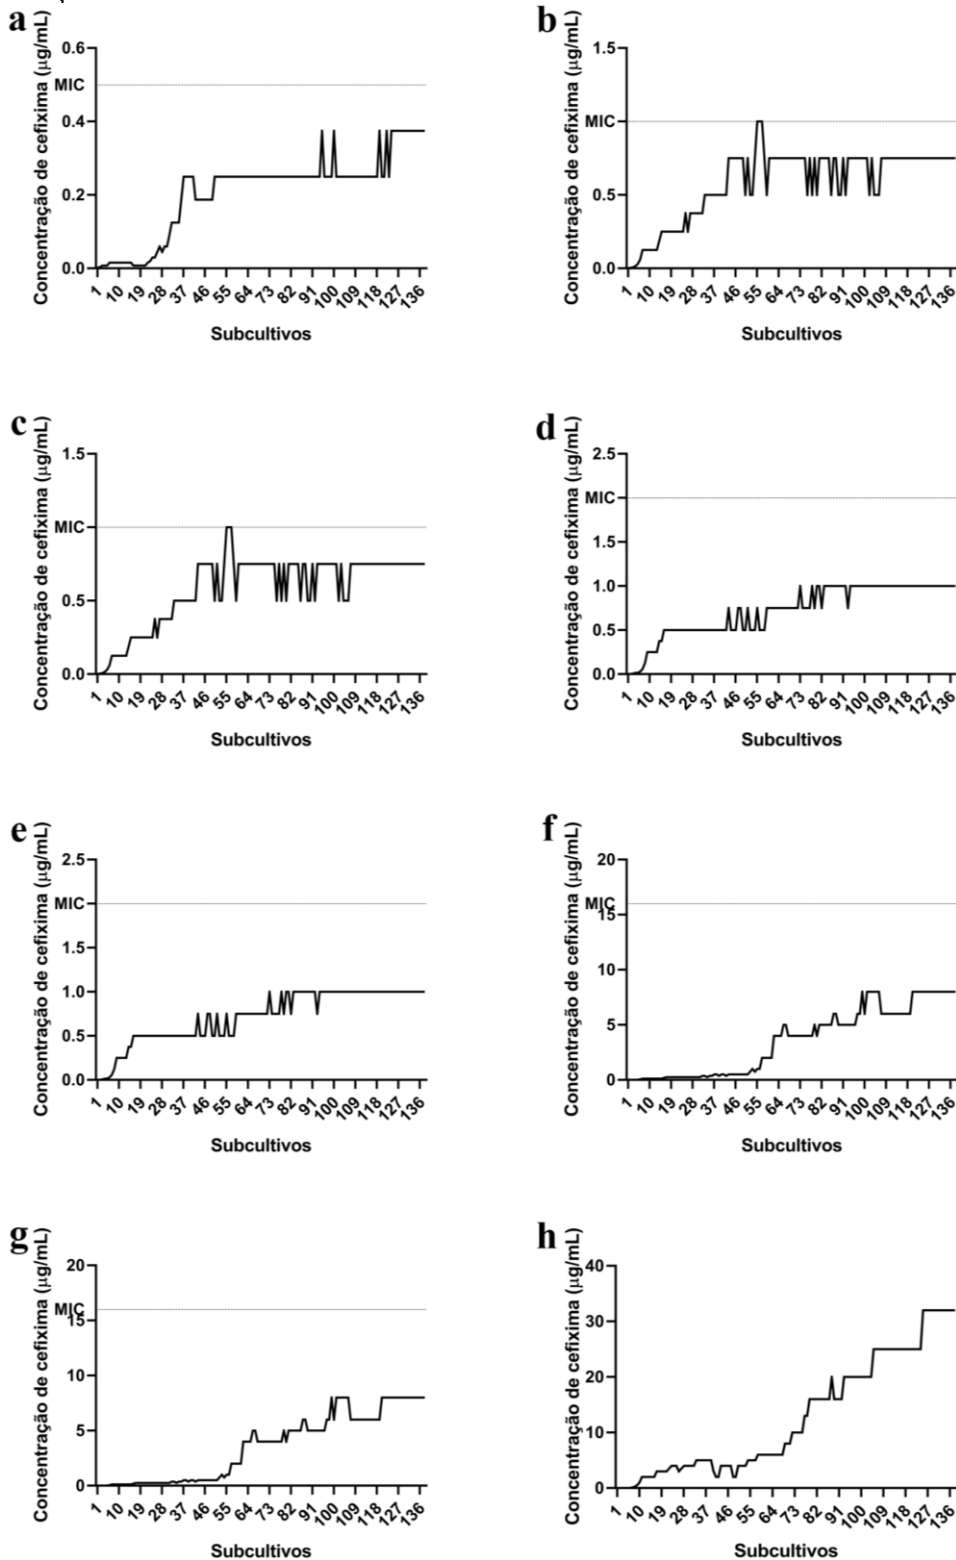 a
Concentração de cefixima (μg/mL)
0.6
MIC
0.4
0.2
0.0
1 10 19 28 37 46 55 64 73 82 91 100 109 118 127 136
Subcultivos
b
Concentração de cefixima (μg/mL)
1.5
MIC
0.5
0.0
1 10 19 28 37 46 55 64 73 82 91 100 109 118 127 136
Subcultivos
c
Concentração de cefixima (μg/mL)
1.5
MIC
0.5
0.0
1 10 19 28 37 46 55 64 73 82 91 100 109 118 127 136
Subcultivos
d
Concentração de cefixima (μg/mL)
2.5
MIC
1.5
1.0
0.5
0.0
1 10 19 28 37 46 55 64 73 82 91 100 109 118 127 136
Subcultivos
e
Concentração de cefixima (μg/mL)
2.5
MIC
1.5
1.0
0.5
0.0
1 10 19 28 37 46 55 64 73 82 91 100 109 118 127 136
Subcultivos
f
Concentração de cefixima (μg/mL)
20
MIC
15
10
5
0
1 10 19 28 37 46 55 64 73 82 91 100 109 118 127 136
Subcultivos
g
Concentração de cefixima (μg/mL)
20
MIC
15
10
5
0
1 10 19 28 37 46 55 64 73 82 91 100 109 118 127 136
Subcultivos
h
Concentração de cefixima (μg/mL)
40
30
20
10
0
1 10 19 28 37 46 55 64 73 82 91 100 109 118 127 136
Subcultivos